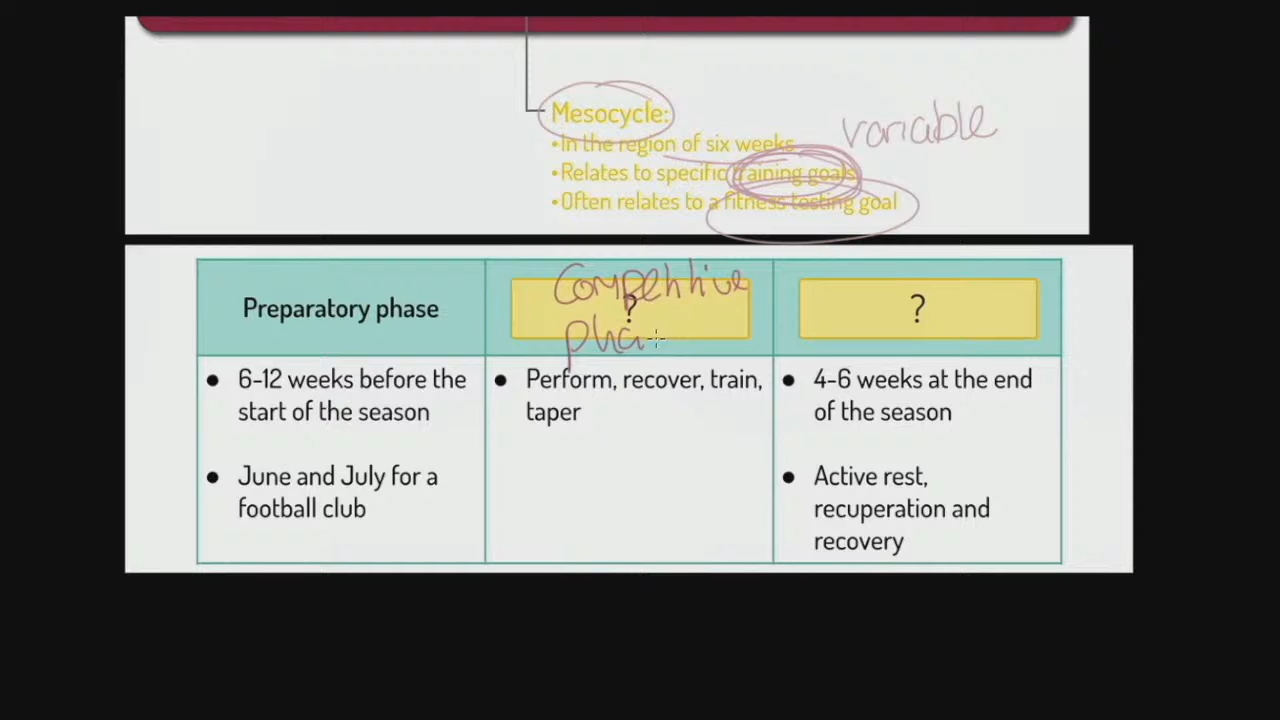 Mesocycle:
variable
•In the region of six weeks
•Relates to specific training goals
•Often relates to a fitness testing goal
Preparatory phase
Competitive
?
pha
?
● 6-12 weeks before the
start of the season
● June and July for a
football club
● Perform, recover, train,
taper
● 4-6 weeks at the end
of the season
● Active rest,
recuperation and
recovery